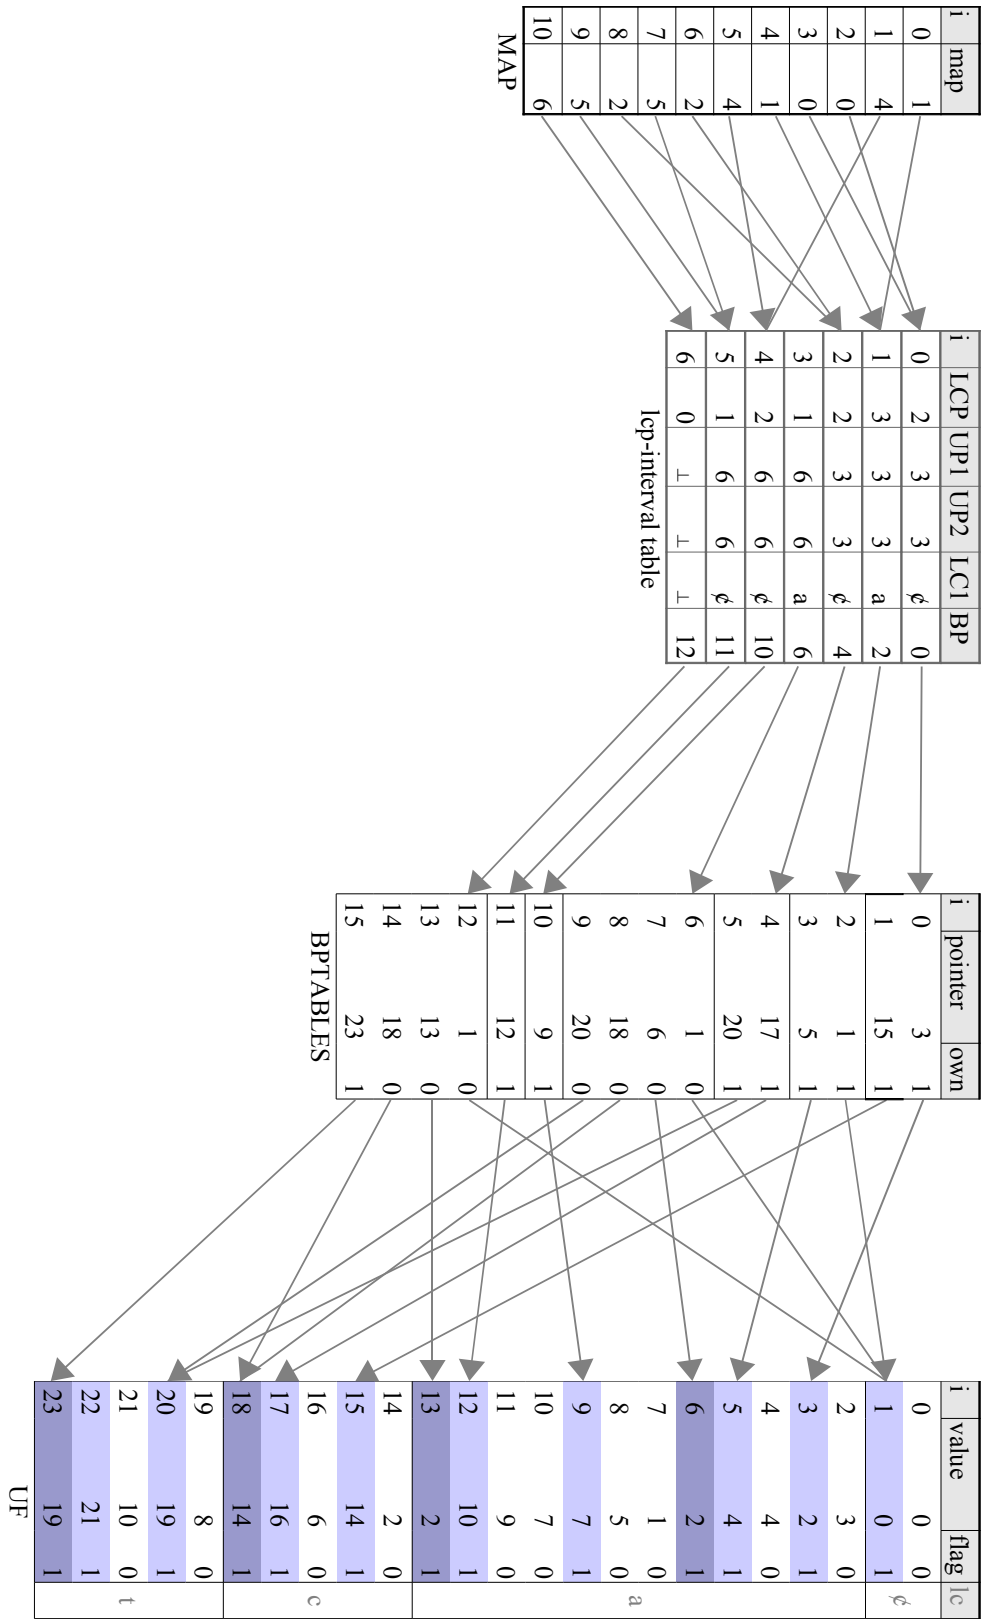 i map
0 1
1 4
2 0
3 0
4 1
5 4
6 2
7 5
8 2
9 5
10 6
MAP
i LCP UP1 UP2 LC1 BP
0 2 3 3 ¢ 0
1 3 3 3 a 2
2 2 3 3 ¢ 4
3 1 6 6 a 6
4 2 6 6 ¢ 10
5 1 6 6 ¢ 11
6 0 ⊥ ⊥ ⊥ 12
lcp-interval table
i pointer own
0 3 1
1 15 1
2 1 1
3 5 1
4 17 1
5 20 1
6 1 0
7 6 0
8 18 0
9 20 0
10 9 1
11 12 1
12 1 0
13 13 0
14 18 0
15 23 1
BPTABLES
i value flag lc
0 0 0
1 0 1
¢
2 3 0
3 2 1
4 4 0
5 4 1
6 2 1
7 1 0
8 5 0
9 7 1
10 7 0
11 9 0
12 10 1
13 2 1
a
14 2 0
15 14 1
16 6 0
17 16 1
18 14 1
c
19 8 0
20 19 1
21 10 0
22 21 1
23 19 1
t
UF